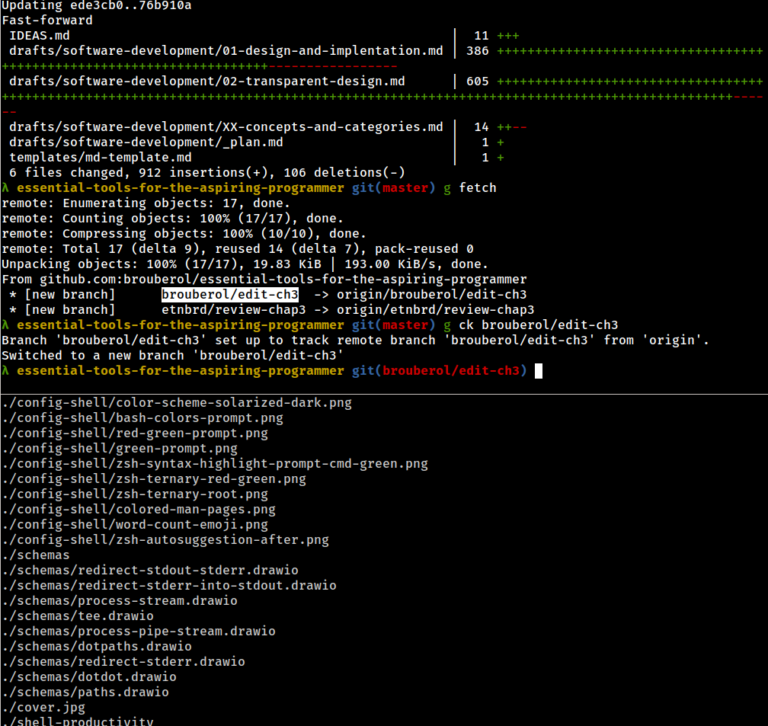 Updating ede3cb0..76b910a
Fast-forward
 IDEAS.md                                                  |  11 +++
 drafts/software-development/01-design-and-implentation.md | 386 +++++++++++++++++++++++++++++++++++
+++++++++++++++++++++++++++++++++++-----------------
 drafts/software-development/02-transparent-design.md      | 605 +++++++++++++++++++++++++++++++++++
++++++++++++++++++++++++++++++++++++++++++++++++++++++++++++++++++++++++++++++++++++++++++++++++----
--
 drafts/software-development/XX-concepts-and-categories.md |  14 ++--
 drafts/software-development/_plan.md                      |   1 +
 templates/md-template.md                                  |   1 +
 6 files changed, 912 insertions(+), 106 deletions(-)
λ essential-tools-for-the-aspiring-programmer git(master) g fetch
remote: Enumerating objects: 17, done.
remote: Counting objects: 100% (17/17), done.
remote: Compressing objects: 100% (10/10), done.
remote: Total 17 (delta 9), reused 14 (delta 7), pack-reused 0
Unpacking objects: 100% (17/17), 19.83 KiB | 193.00 KiB/s, done.
From github.com:brouberol/essential-tools-for-the-aspiring-programmer
 * [new branch]      brouberol/edit-ch3  -> origin/brouberol/edit-ch3
 * [new branch]      etnbrd/review-chap3 -> origin/etnbrd/review-chap3
λ essential-tools-for-the-aspiring-programmer git(master) g ck brouberol/edit-ch3
Branch 'brouberol/edit-ch3' set up to track remote branch 'brouberol/edit-ch3' from 'origin'.
Switched to a new branch 'brouberol/edit-ch3'
λ essential-tools-for-the-aspiring-programmer git(brouberol/edit-ch3)
./config-shell/color-scheme-solarized-dark.png
./config-shell/bash-colors-prompt.png
./config-shell/red-green-prompt.png
./config-shell/green-prompt.png
./config-shell/zsh-syntax-highlight-prompt-cmd-green.png
./config-shell/zsh-ternary-red-green.png
./config-shell/zsh-ternary-root.png
./config-shell/colored-man-pages.png
./config-shell/word-count-emoji.png
./config-shell/zsh-autosuggestion-after.png
./schemas
./schemas/redirect-stdout-stderr.drawio
./schemas/redirect-stderr-into-stdout.drawio
./schemas/process-stream.drawio
./schemas/tee.drawio
./schemas/process-pipe-stream.drawio
./schemas/dotpaths.drawio
./schemas/redirect-stderr.drawio
./schemas/dotdot.drawio
./schemas/paths.drawio
./cover.jpg
./shell-productivity